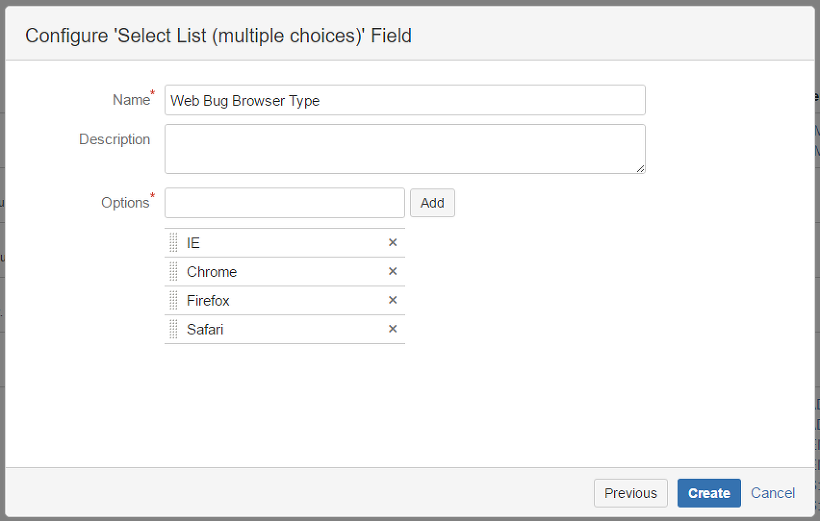 Configure 'Select List (multiple choices)' Field
Name*
Web Bug Browser Type
Description
Options*
Add
IE ×
Chrome ×
Firefox ×
Safari ×
Previous Create Cancel